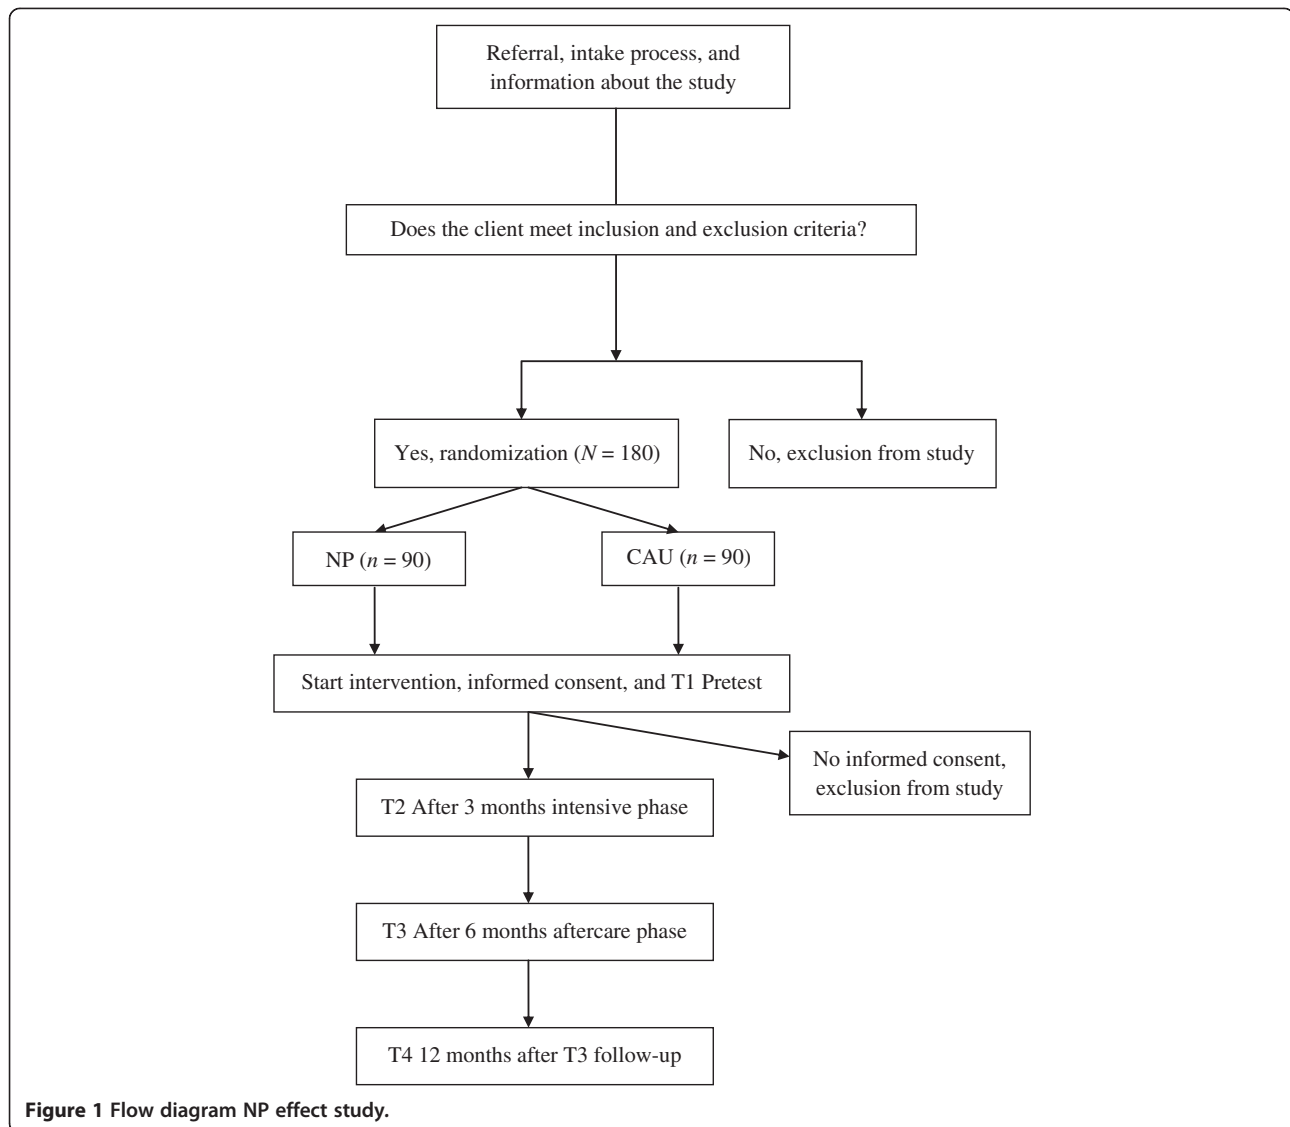 Referral, intake process, and
information about the study
Does the client meet inclusion and exclusion criteria?
Yes, randomization (N = 180)
No, exclusion from study
NP (n = 90)
CAU (n = 90)
Start intervention, informed consent, and T1 Pretest
No informed consent,
exclusion from study
T2 After 3 months intensive phase
T3 After 6 months aftercare phase
T4 12 months after T3 follow-up
Figure 1 Flow diagram NP effect study.